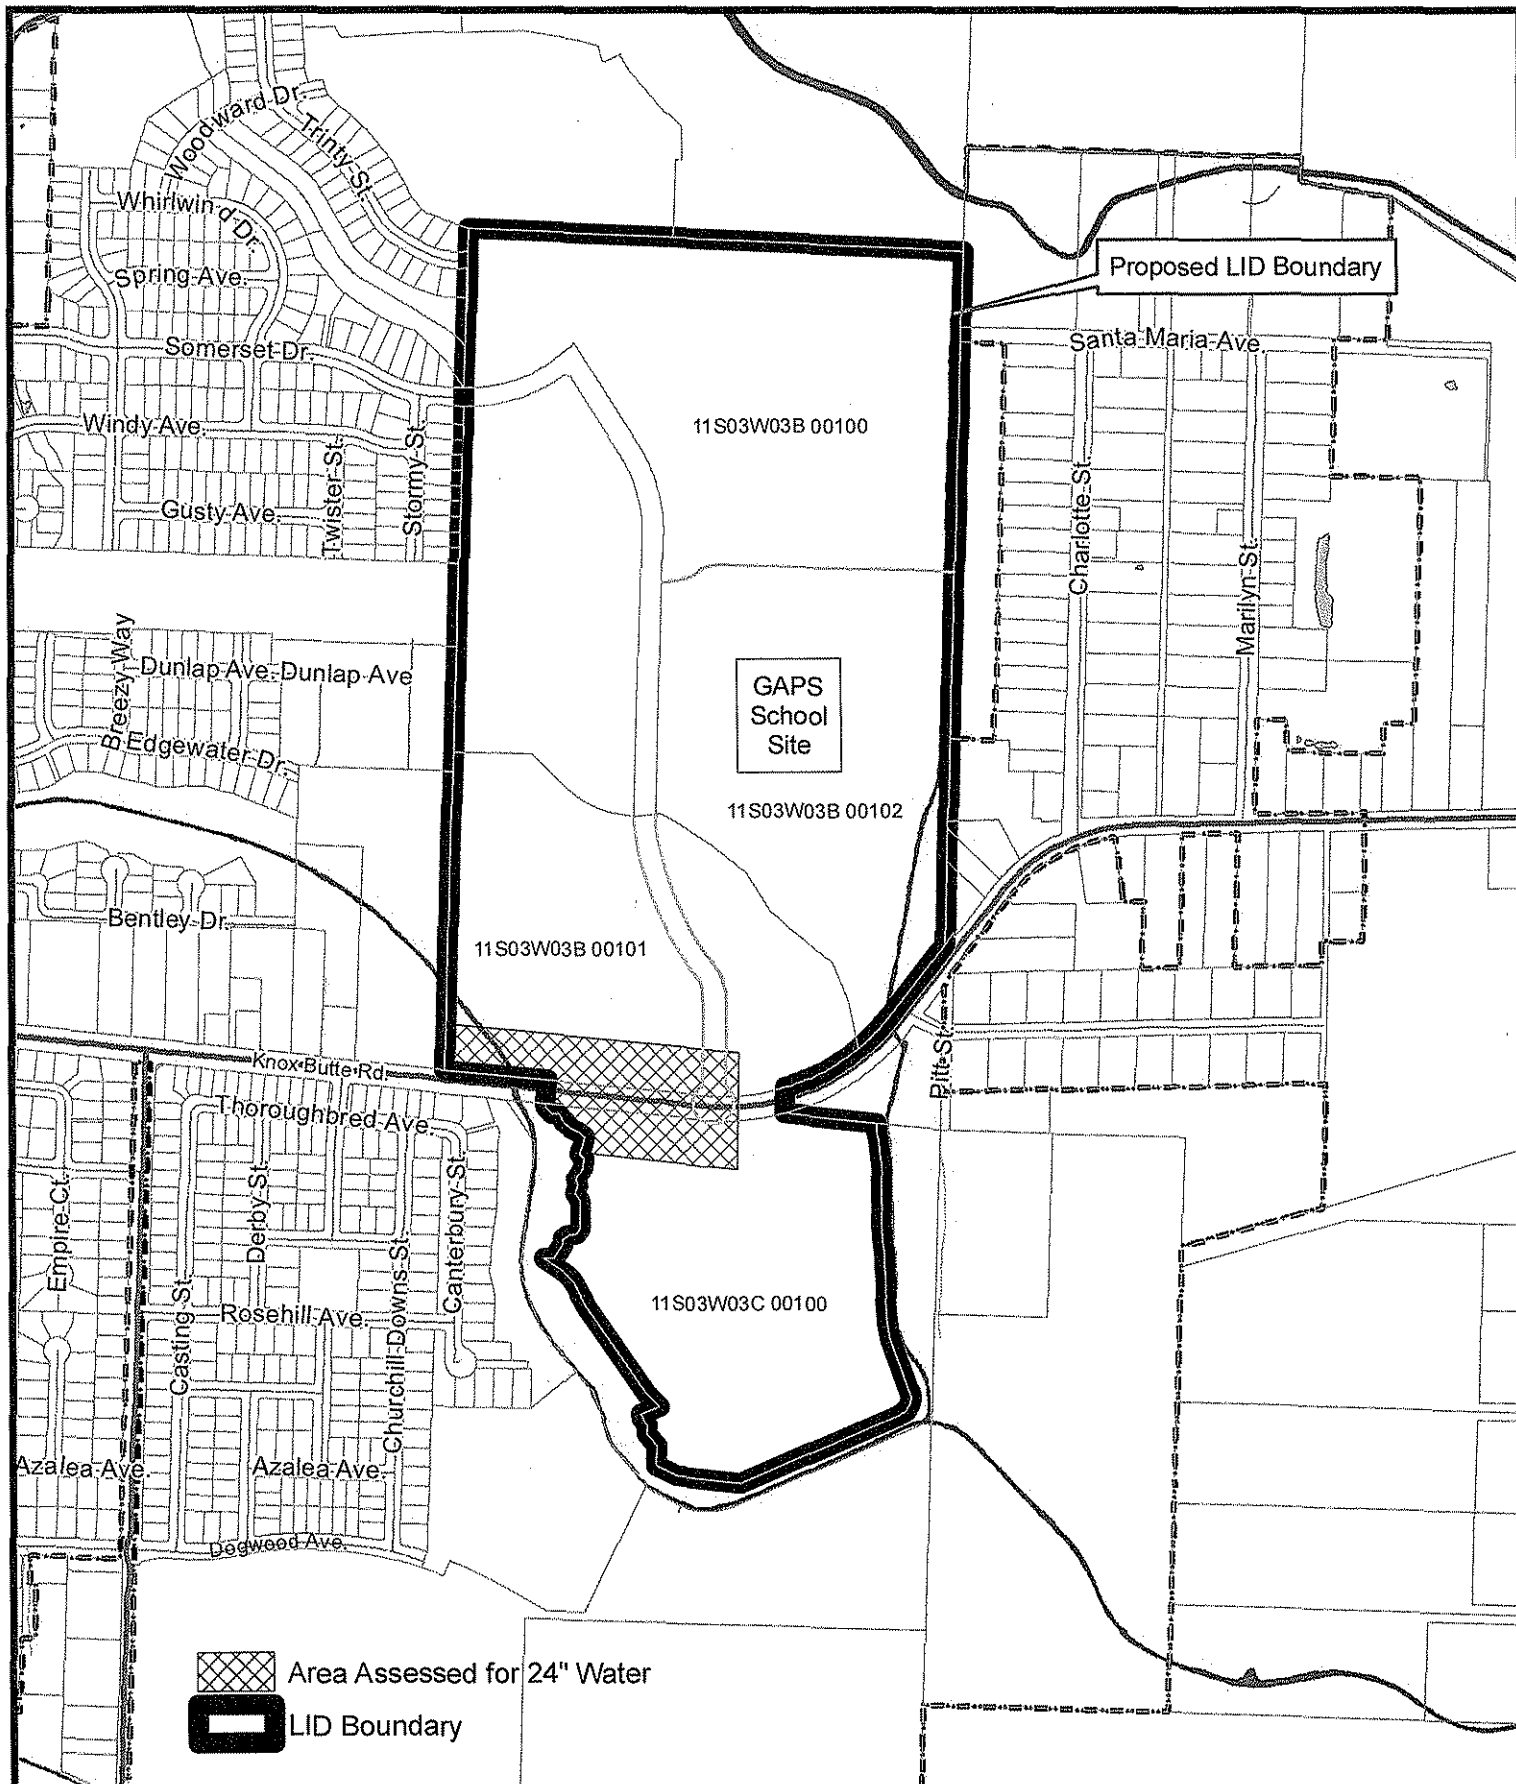 Woodward Dr.
Trinty St.
Whirlwind Dr.
Spring Ave.
Proposed LID Boundary
Somerset Dr.
Santa Maria Ave.
Windy Ave.
11S03W03B 00100
Twister St.
Stormy St.
Gusty Ave.
Charlotte St.
Marilyn St.
Breezy Way
Dunlap Ave.
Dunlap Ave
GAPS
School
Site
Edgewater Dr.
11S03W03B 00102
Bentley Dr.
11S03W03B 00101
Knox Butte Rd.
Pitt St.
Thoroughbred Ave.
Empire Ct.
Derby St.
Canterbury St.
Casting St.
Rosehill Ave.
Churchill Downs St.
11S03W03C 00100
Azalea Ave.
Azalea Ave.
Dogwood Ave.
Area Assessed for 24" Water
LID Boundary